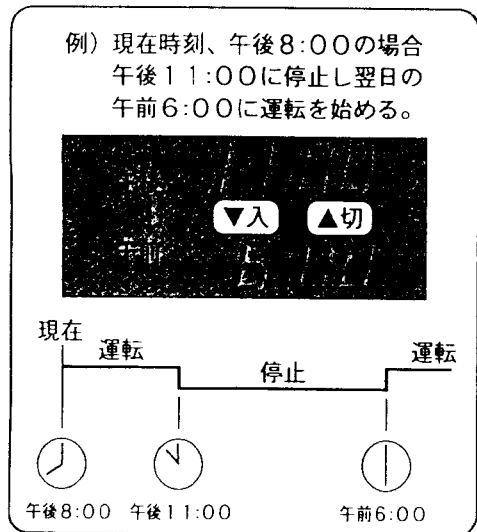 例）現在時刻、午後8：00の場合
午後11：00に停止し翌日の
午前6：00に運転を始める。
▼入 ▲切
現在
運転 停止 運転
午後8：00 午後11：00 午前6：00